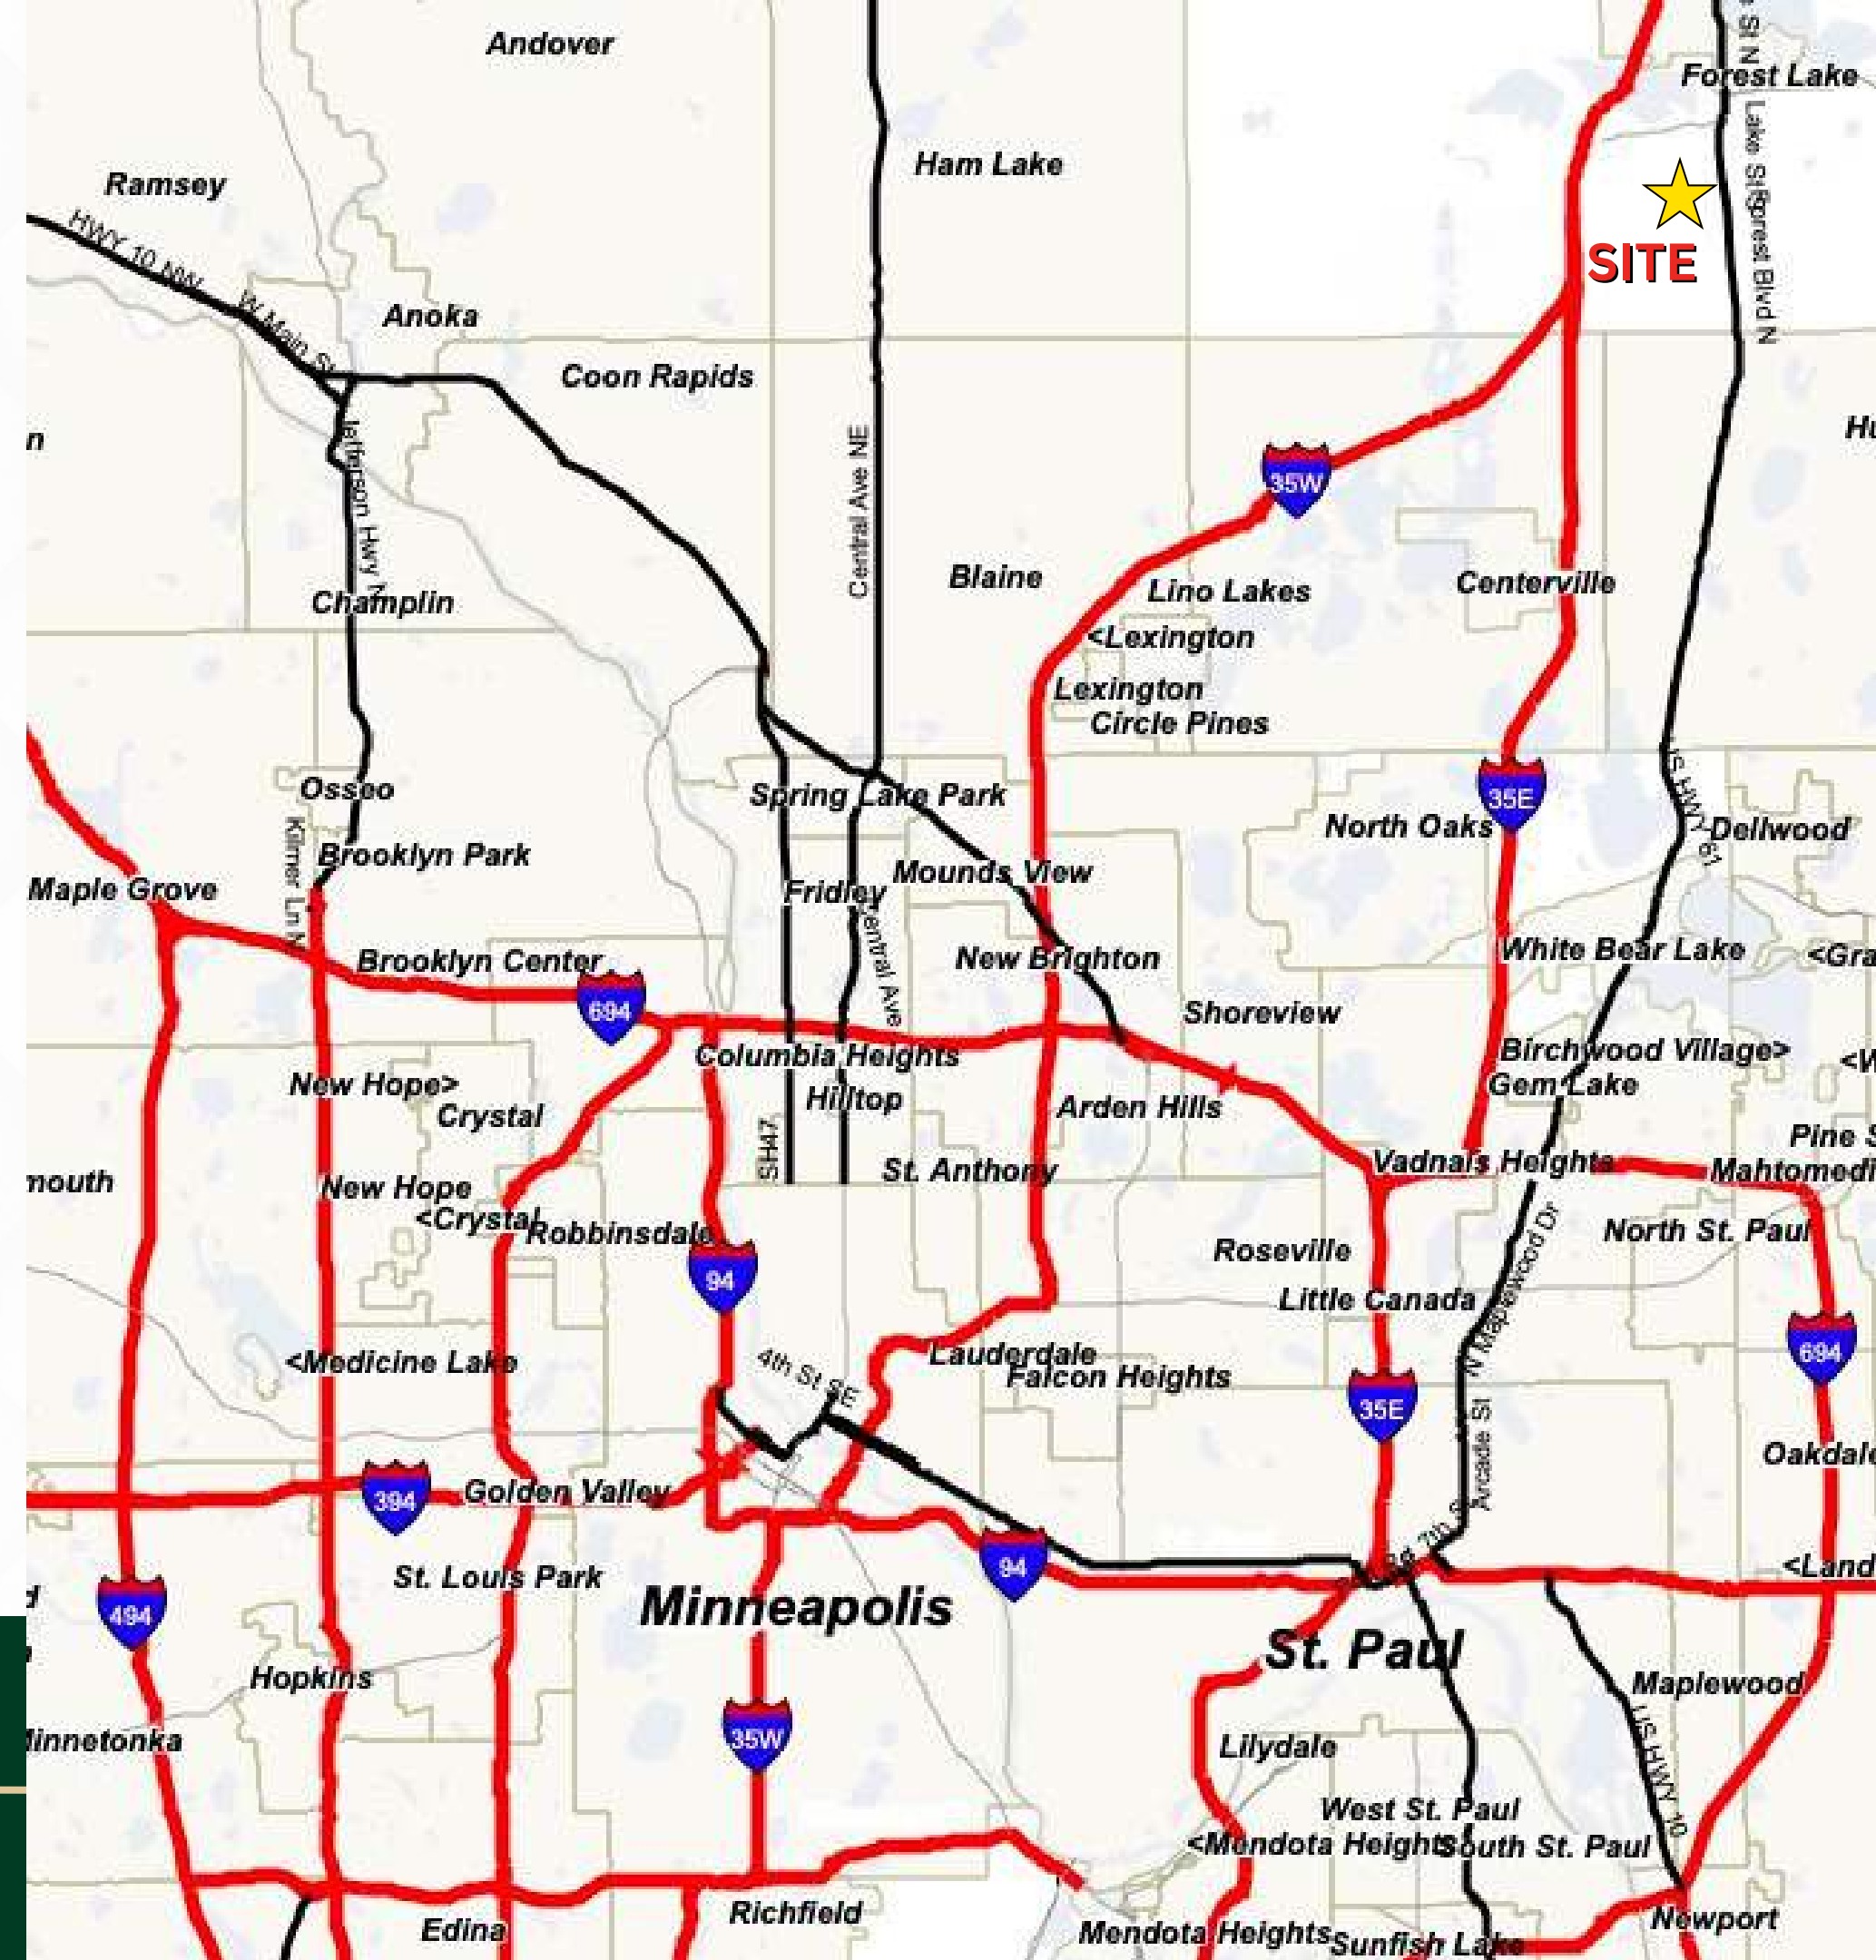 Andover
Forest Lake
Ham Lake
Ramsey
HWY 10 NW
SITE
W Main St
Anoka
Forest Blvd N
Coon Rapids
35W
Central Ave NE
Jefferson Hwy N
Blaine
Lino Lakes
Centerville
Champlin
<Lexington
Lexington
Circle Pines
Osseo
Spring Lake Park
35E
US HWY 61
North Oaks
Dellwood
Brooklyn Park
Kilmer Ln N
Maple Grove
Fridley
Mounds View
Central Ave
Brooklyn Center
New Brighton
White Bear Lake
694
Shoreview
Columbia Heights
Birchwood Village>
New Hope>
Gem Lake
Hilltop
Crystal
Arden Hills
SH47
St. Anthony
Vadnais Heights
Mahtomedi
New Hope
<Crystal
Robbinsdale
North St. Paul
Roseville
W Maplewood Dr
94
Little Canada
694
<Medicine Lake
4th St SE
Lauderdale
Falcon Heights
35E
Arcade St
394
Golden Valley
Oakdale
94
St. Louis Park
Minneapolis
494
St. Paul
Hopkins
Maplewood
35W
Lilydale
US HWY 10
West St. Paul
<Mendota Heights
South St. Paul
Richfield
Newport
Edina
Mendota Heights
Sunfish Lake